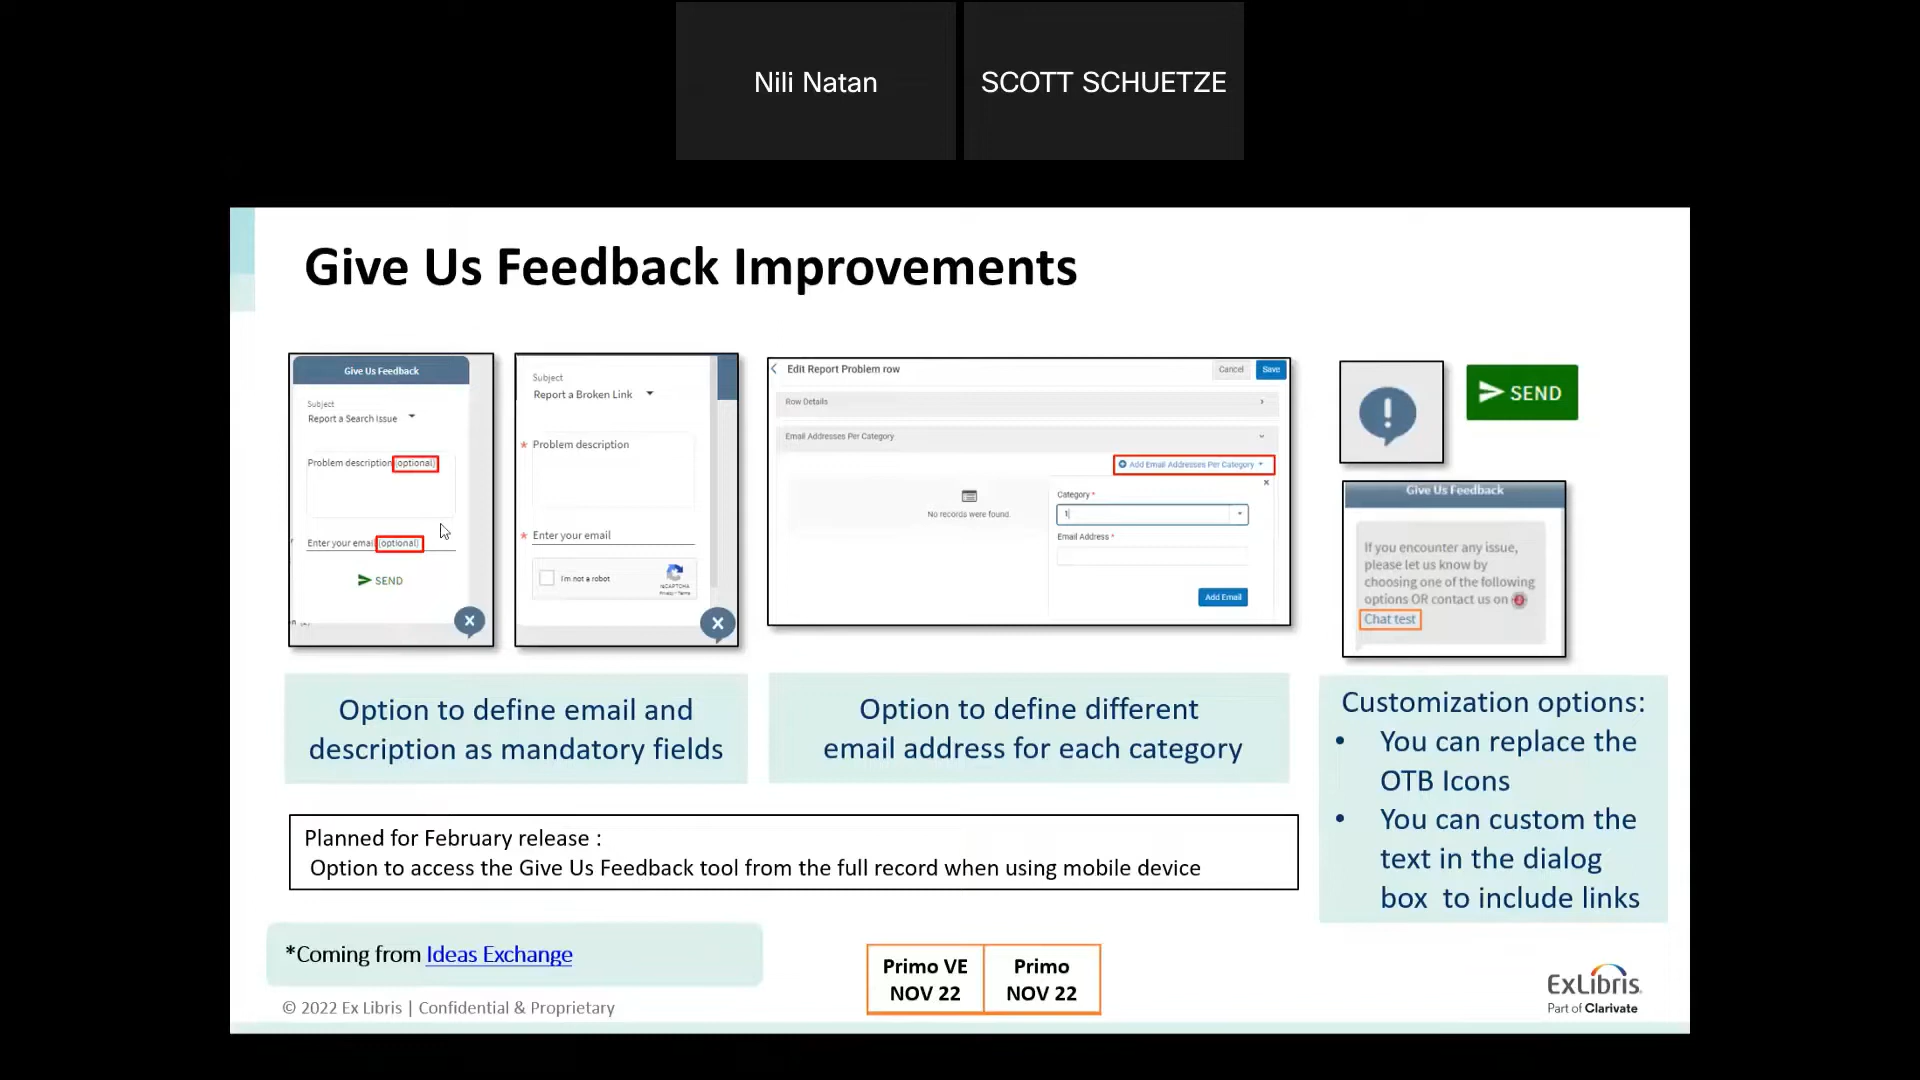 Nili Natan
SCOTT SCHUETZE
Give Us Feedback Improvements
Give Us Feedback
Subject
Report a Search Issue
Problem description (optional)
Enter your email (optional)
SEND
Subject
Report a Broken Link
* Problem description
* Enter your email
I'm not a robot
reCAPTCHA
Privacy - Terms
Edit Report Problem row
Cancel
Save
Row Details
Email Addresses Per Category
Add Email Addresses Per Category
No records were found.
Category *
1
Email Address *
Add Email
SEND
Give Us Feedback
If you encounter any issue,
please let us know by
choosing one of the following
options OR contact us on
Chat test
Option to define email and
description as mandatory fields
Option to define different
email address for each category
Customization options:
• You can replace the
OTB Icons
• You can custom the
text in the dialog
box to include links
Planned for February release :
Option to access the Give Us Feedback tool from the full record when using mobile device
*Coming from Ideas Exchange
Primo VE
NOV 22
Primo
NOV 22
© 2022 Ex Libris | Confidential & Proprietary
ExLibris
Part of Clarivate